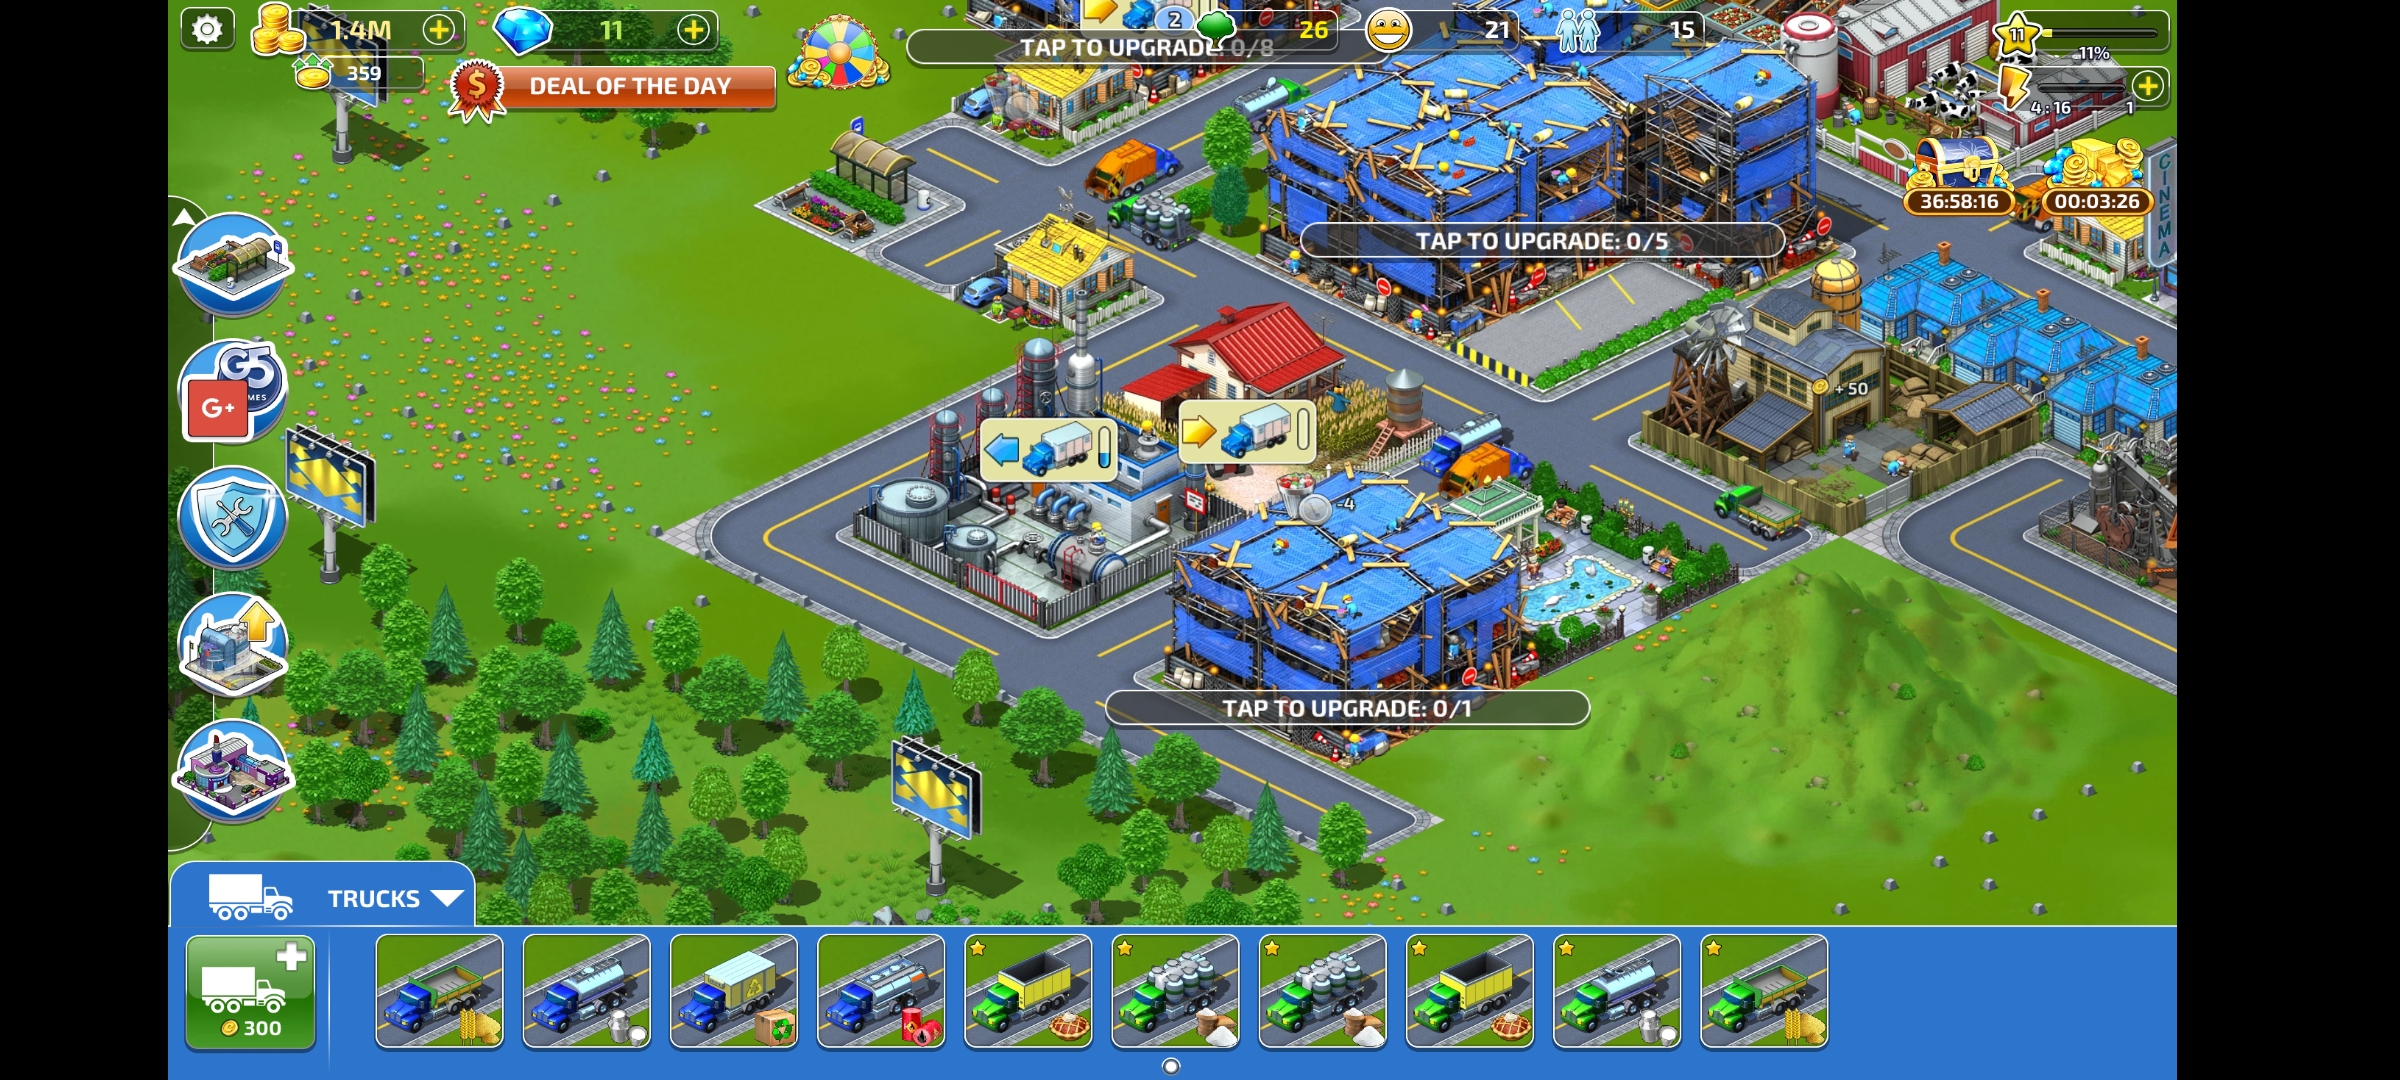 1.4M
11
2
TAP TO UPGRADE: 0/8
26
21
15
11
11%
359
DEAL OF THE DAY
4:16
1
36:58:16
00:03:26
CINEMA
TAP TO UPGRADE: 0/5
G5
G+
+50
-4
TAP TO UPGRADE: 0/1
TRUCKS
300